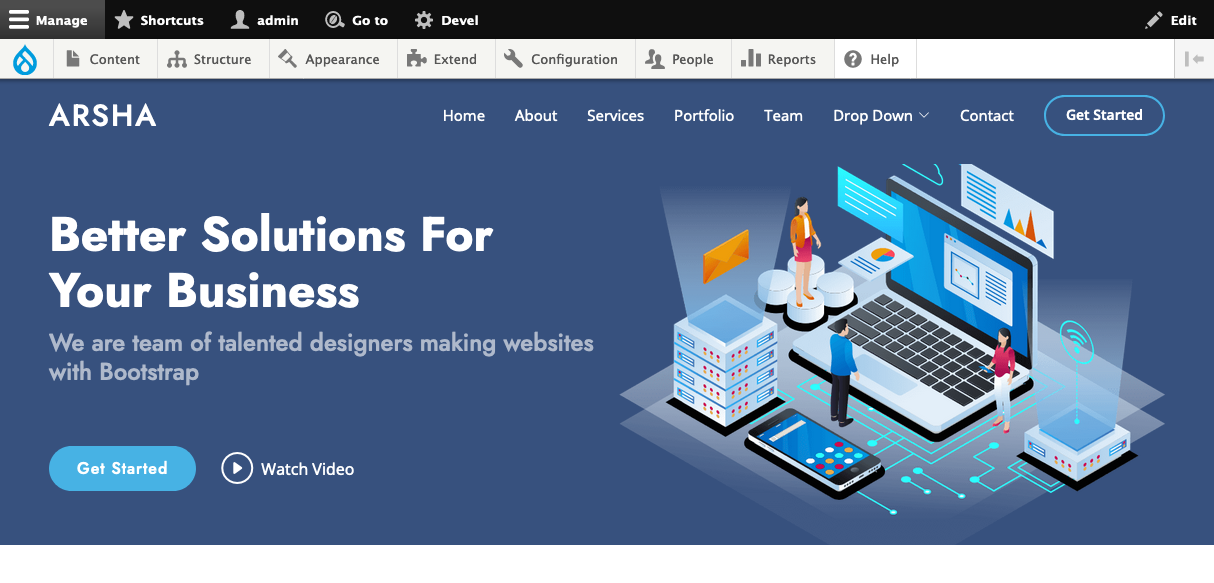 Manage Shortcuts admin Go to Devel Edit
Content Structure Appearance Extend Configuration People Reports Help
ARSHA Home About Services Portfolio Team Drop Down Contact Get Started
Better Solutions For
Your Business
We are team of talented designers making websites
with Bootstrap
Get Started Watch Video